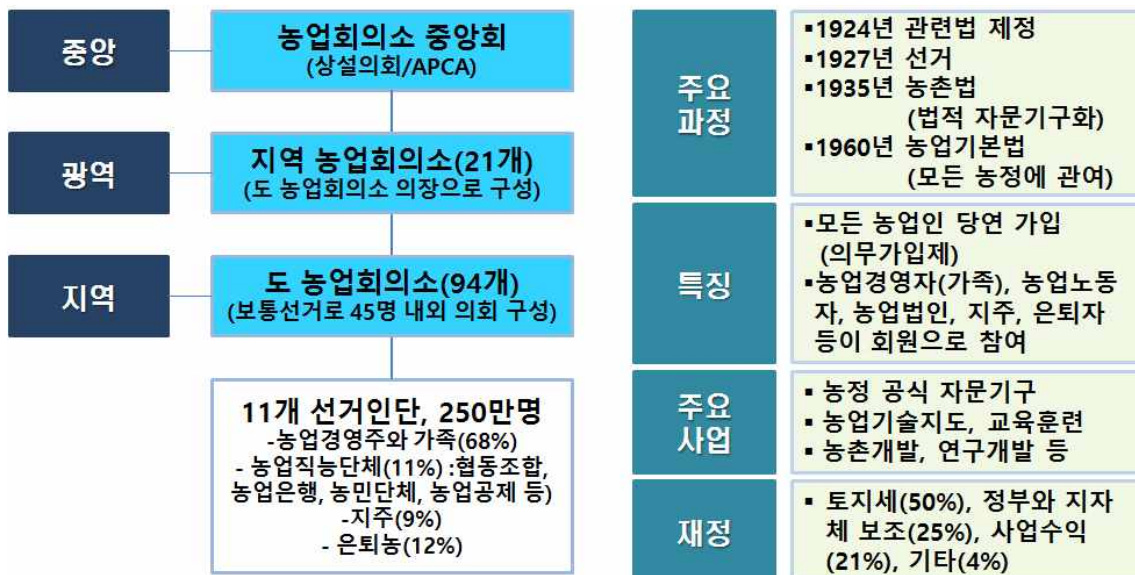 중앙
농업회의소 중앙회
(상설의회/APCA)
광역
지역 농업회의소(21개)
(도 농업회의소 의장으로 구성)
지역
도 농업회의소(94개)
(보통선거로 45명 내외 의회 구성)
11개 선거인단, 250만명
-농업경영주와 가족(68%)
- 농업직능단체(11%) :협동조합,
농업은행, 농민단체, 농업공제 등)
-지주(9%)
- 은퇴농(12%)
주요
과정
▪1924년 관련법 제정
▪1927년 선거
▪1935년 농촌법
(법적 자문기구화)
▪1960년 농업기본법
(모든 농정에 관여)
특징
▪모든 농업인 당연 가입
(의무가입제)
▪농업경영자(가족), 농업노동
자, 농업법인, 지주, 은퇴자
등이 회원으로 참여
주요
사업
▪ 농정 공식 자문기구
▪ 농업기술지도, 교육훈련
▪ 농촌개발, 연구개발 등
재정
▪ 토지세(50%), 정부와 지자
체 보조(25%), 사업수익
(21%), 기타(4%)